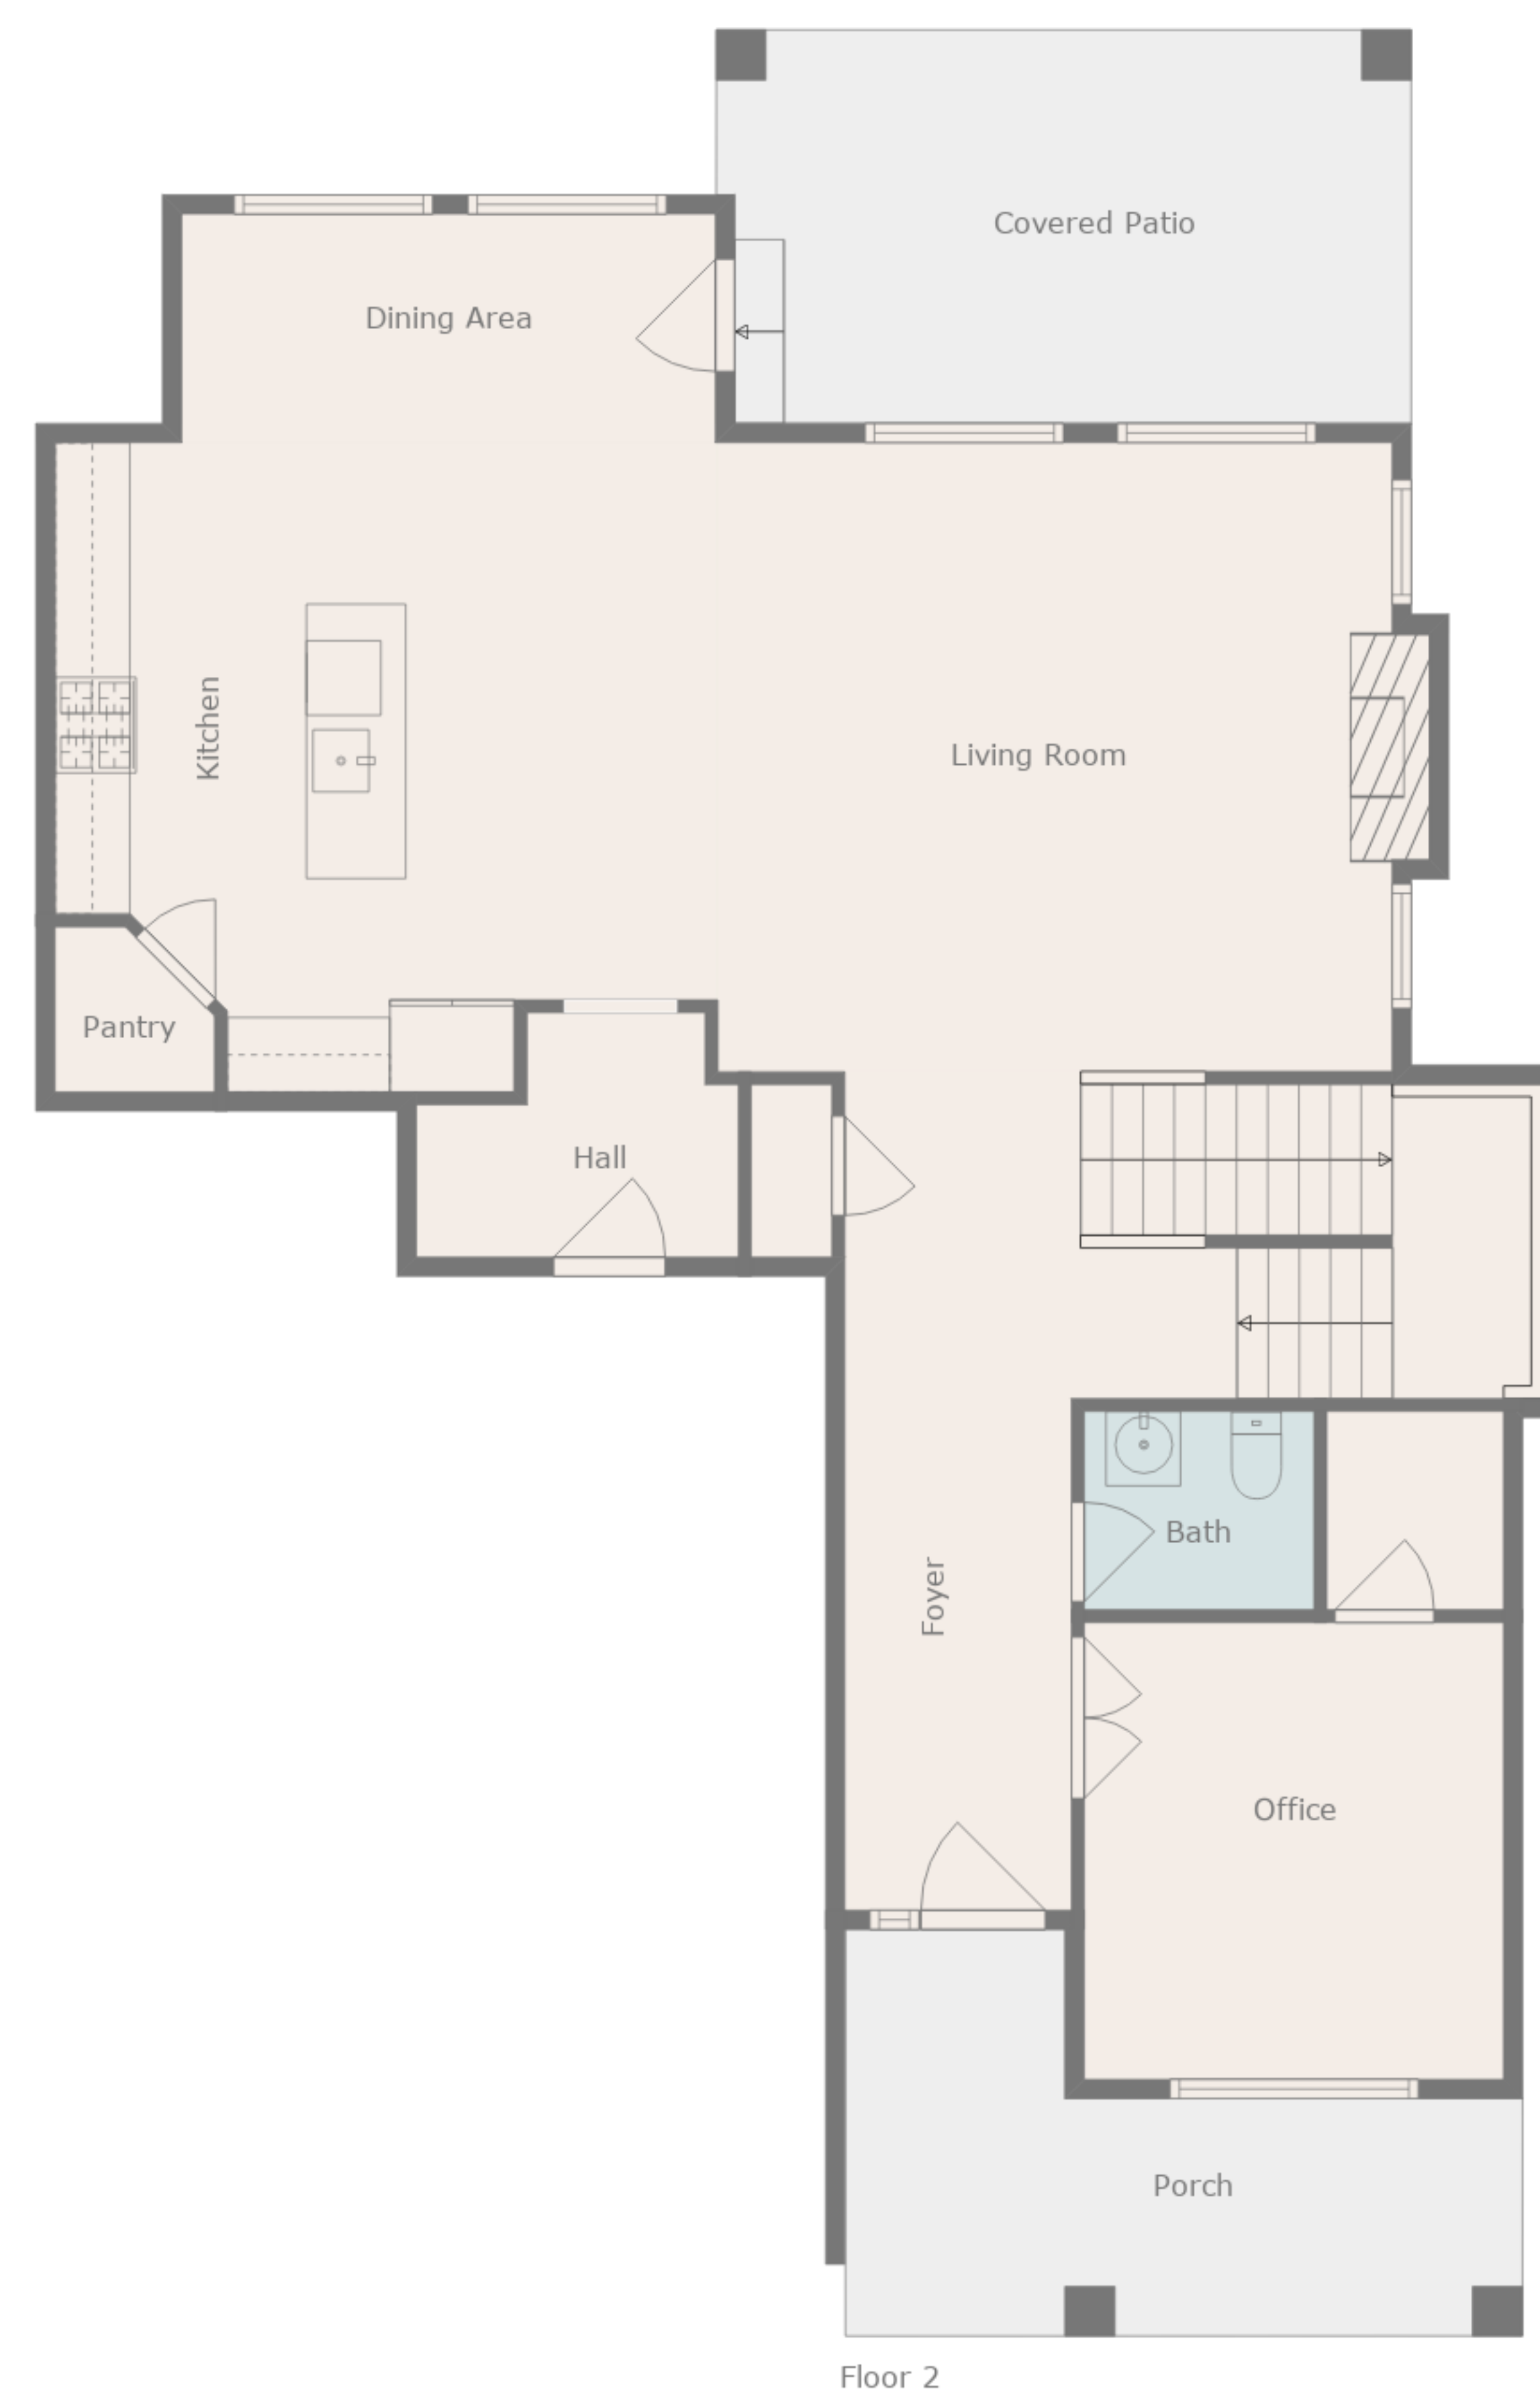 Covered Patio
Dining Area
Kitchen
Living Room
Pantry
Hall
Bath
Foyer
Office
Porch
Floor 2